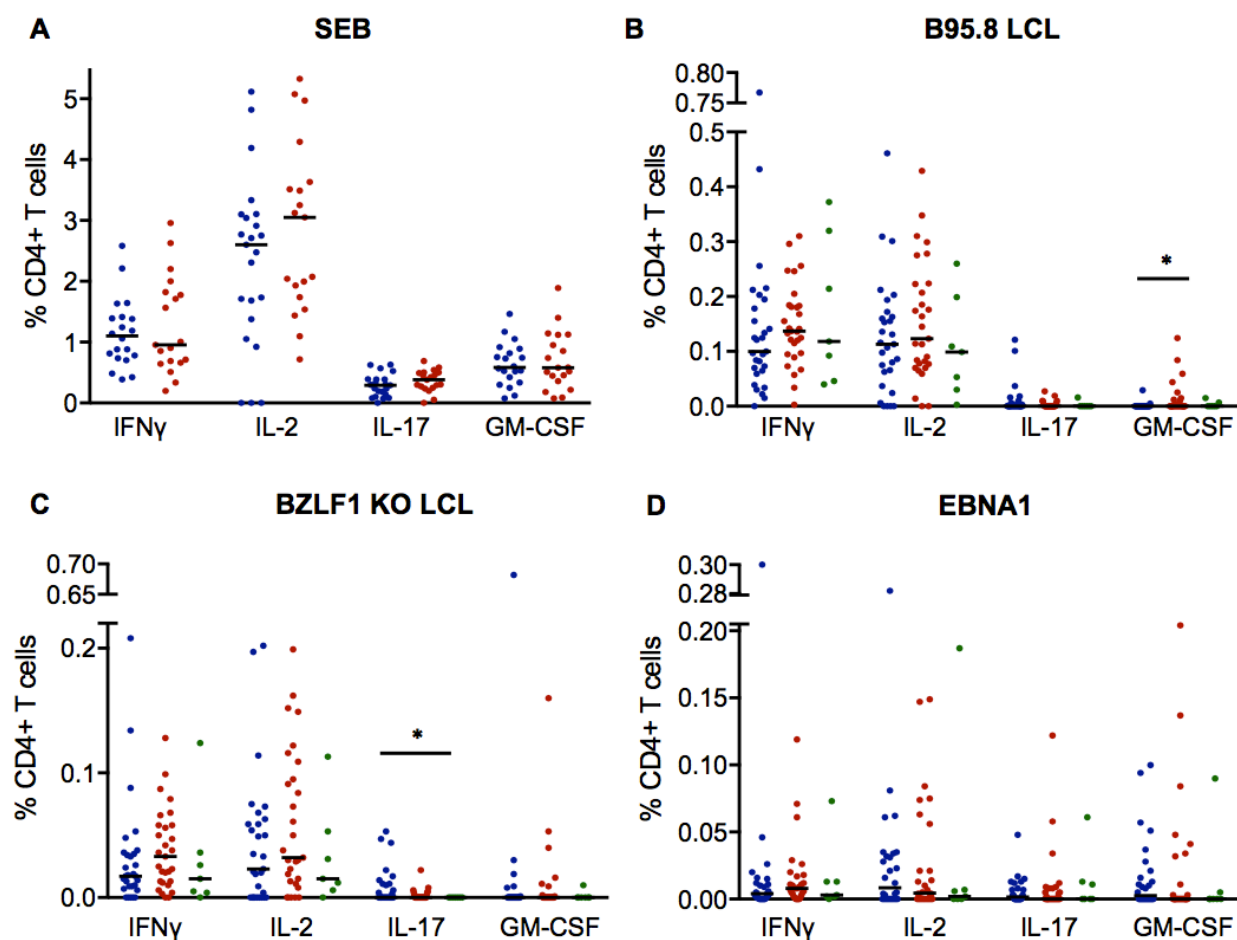 A SEB
% CD4+ T cells
5
4
3
2
1
0
IFNγ IL-2 IL-17 GM-CSF
B B95.8 LCL
% CD4+ T cells
0.80
0.75
0.5
0.4
0.3
0.2
0.1
0.0
*
IFNγ IL-2 IL-17 GM-CSF
C BZLF1 KO LCL
% CD4+ T cells
0.70
0.65
0.2
0.1
0.0
*
IFNγ IL-2 IL-17 GM-CSF
D EBNA1
% CD4+ T cells
0.30
0.28
0.20
0.15
0.10
0.05
0.00
IFNγ IL-2 IL-17 GM-CSF